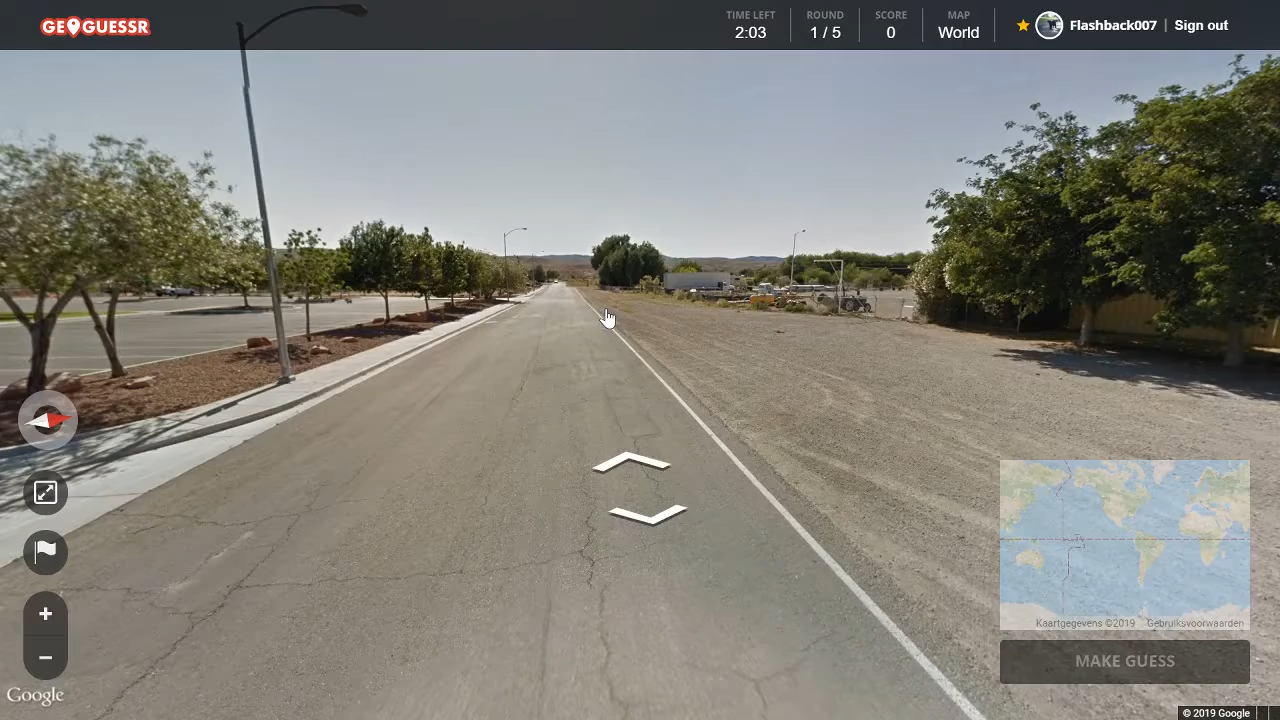 GEOGUESSR
TIME LEFT
2:03
ROUND
1 / 5
SCORE
0
MAP
World
Flashback007 | Sign out
Kaartgegevens ©2019 Gebruiksvoorwaarden
MAKE GUESS
Google
© 2019 Google